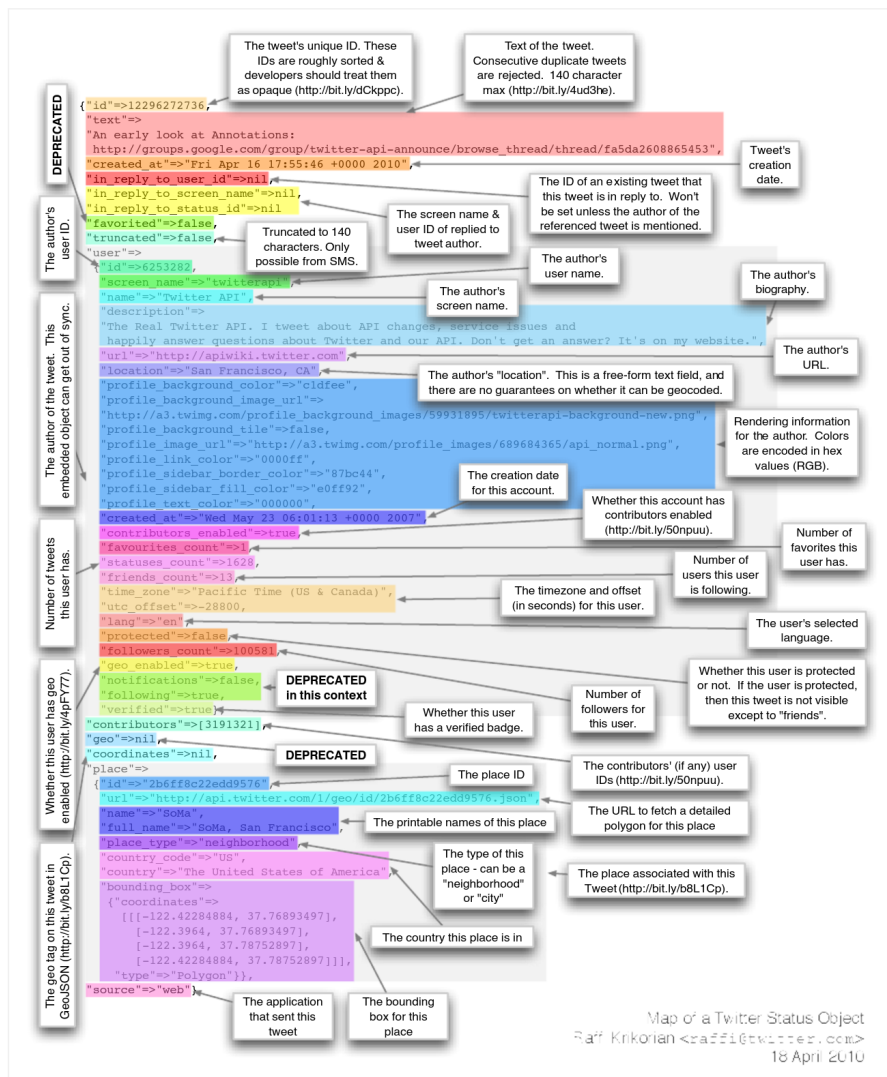 The tweet's unique ID. These
IDs are roughly sorted &
developers should treat them
as opaque (http://bit.ly/dCkppc).
Text of the tweet.
Consecutive duplicate tweets
are rejected. 140 character
max (http://bit.ly/4ud3he).
DEPRECATED
{"id"=>12296272736,
"text"=>
"An early look at Annotations:
http://groups.google.com/group/twitter-api-announce/browse_thread/thread/fa5da2608865453",
"created_at"=>"Fri Apr 16 17:55:46 +0000 2010",
"in_reply_to_user_id"=>nil,
"in_reply_to_screen_name"=>nil,
"in_reply_to_status_id"=>nil
"favorited"=>false,
"truncated"=>false,
Tweet's
creation
date.
The ID of an existing tweet that
this tweet is in reply to. Won't
be set unless the author of the
referenced tweet is mentioned.
The screen name &
user ID of replied to
tweet author.
Truncated to 140
characters. Only
possible from SMS.
The author's
user ID.
"user"=>
{"id"=>6253282,
"screen_name"=>"twitterapi",
"name"=>"Twitter API",
"description"=>
"The Real Twitter API. I tweet about API changes, service issues and
happily answer questions about Twitter and our API. Don't get an answer? It's on my website.",
"url"=>"http://apiwiki.twitter.com",
"location"=>"San Francisco, CA",
"profile_background_color"=>"c1dfee",
"profile_background_image_url"=>
"http://a3.twimg.com/profile_background_images/59931895/twitterapi-background-new.png",
"profile_background_tile"=>false,
"profile_image_url"=>"http://a3.twimg.com/profile_images/689684365/api_normal.png",
"profile_link_color"=>"0000ff",
"profile_sidebar_border_color"=>"87bc44",
"profile_sidebar_fill_color"=>"e0ff92",
"profile_text_color"=>"000000",
"created_at"=>"Wed May 23 06:01:13 +0000 2007",
"contributors_enabled"=>true,
"favourites_count"=>1,
"statuses_count"=>1628,
"friends_count"=>13,
"time_zone"=>"Pacific Time (US & Canada)",
"utc_offset"=>-28800,
"lang"=>"en",
"protected"=>false,
"followers_count"=>100581,
"geo_enabled"=>true,
"notifications"=>false,
"following"=>true,
"verified"=>true},
The author's
user name.
The author's
screen name.
The author's
biography.
The author's
URL.
The author's "location". This is a free-form text field, and
there are no guarantees on whether it can be geocoded.
The author of the tweet. This
embedded object can get out of sync.
Rendering information
for the author. Colors
are encoded in hex
values (RGB).
The creation date
for this account.
Whether this account has
contributors enabled
(http://bit.ly/50npuu).
Number of
favorites this
user has.
Number of tweets
this user has.
Number of
users this user
is following.
The timezone and offset
(in seconds) for this user.
The user's selected
language.
Whether this user is protected
or not. If the user is protected,
then this tweet is not visible
except to "friends".
Number of
followers for
this user.
Whether this user has geo
enabled (http://bit.ly/4pFY77).
DEPRECATED
in this context
Whether this user
has a verified badge.
"contributors"=>[3191321],
"geo"=>nil,
"coordinates"=>nil,
DEPRECATED
The contributors' (if any) user
IDs (http://bit.ly/50npuu).
The geo tag on this tweet in
GeoJSON (http://bit.ly/b8L1Cp).
"place"=>
{"id"=>"2b6ff8c22edd9576",
"url"=>"http://api.twitter.com/1/geo/id/2b6ff8c22edd9576.json",
"name"=>"SoMa",
"full_name"=>"SoMa, San Francisco",
"place_type"=>"neighborhood",
"country_code"=>"US",
"country"=>"The United States of America",
"bounding_box"=>
{"coordinates"=>
[[[-122.42284884, 37.76893497],
[-122.3964, 37.76893497],
[-122.3964, 37.78752897],
[-122.42284884, 37.78752897]]],
"type"=>"Polygon"}},
"source"=>"web"}
The place ID
The URL to fetch a detailed
polygon for this place
The printable names of this place
The type of this
place - can be a
"neighborhood"
or "city"
The place associated with this
Tweet (http://bit.ly/b8L1Cp).
The country this place is in
The application
that sent this
tweet
The bounding
box for this
place
Map of a Twitter Status Object
Raffi Krikorian <raffi@twitter.com>
18 April 2010